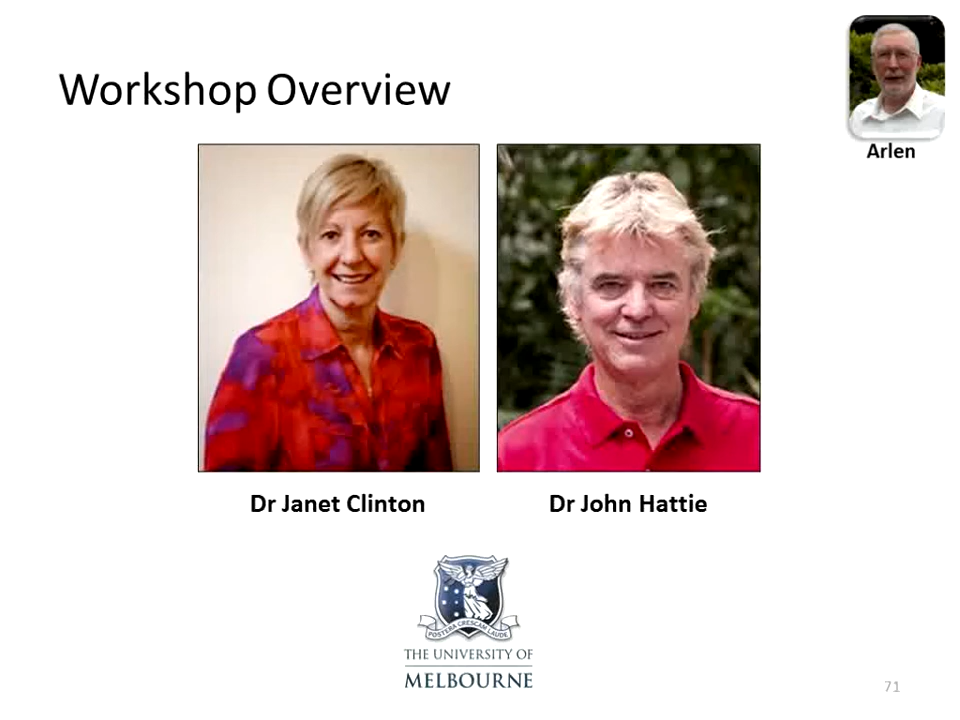 Workshop Overview
Arlen
Dr Janet Clinton
Dr John Hattie
POSTERA CRESCAM LAUDE
THE UNIVERSITY OF
MELBOURNE
71